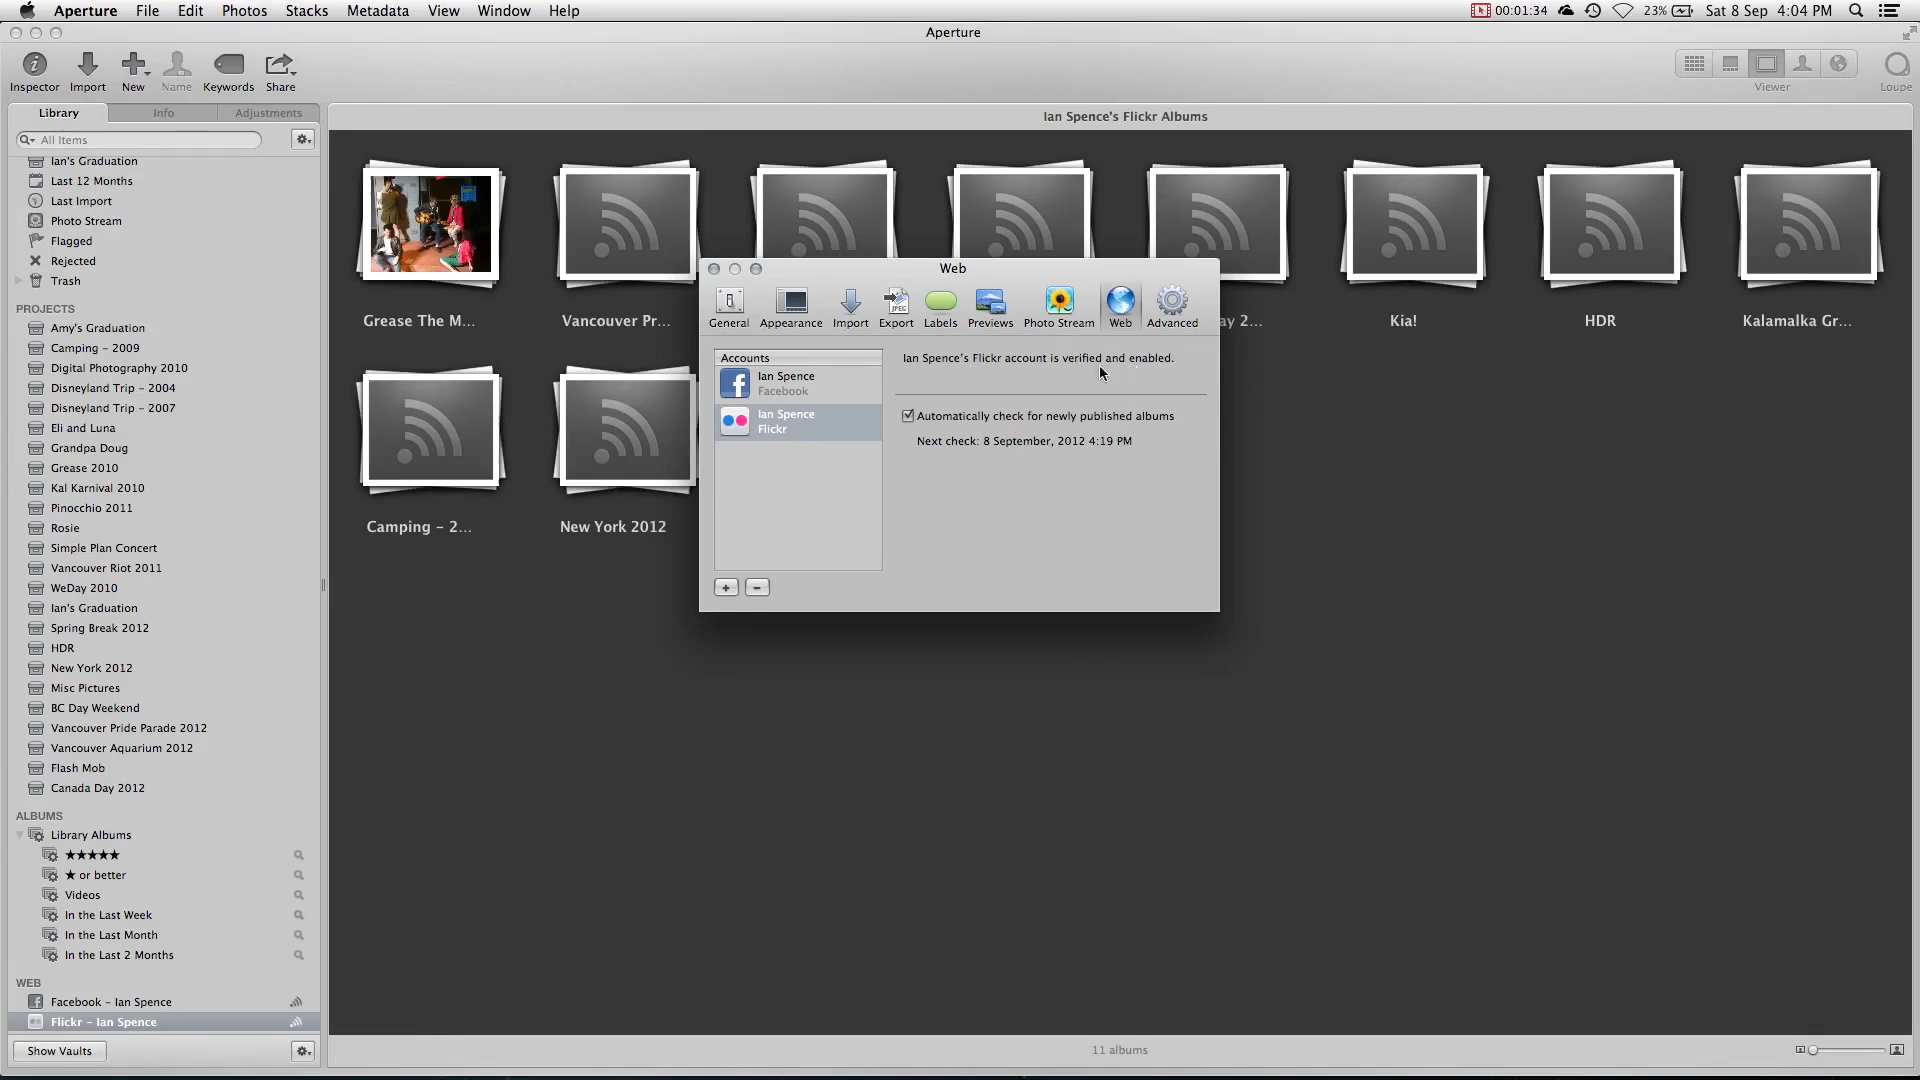 Aperture File Edit Photos Stacks Metadata View Window Help 00:01:34 23% Sat 8 Sep 4:04 PM
Aperture
Inspector Import New Name Keywords Share Viewer Loupe
Library Info Adjustments
Ian Spence's Flickr Albums
All Items
Ian's Graduation
Last 12 Months
Last Import
Photo Stream
Flagged
Rejected
Trash
PROJECTS
Amy's Graduation
Camping - 2009
Digital Photography 2010
Disneyland Trip - 2004
Disneyland Trip - 2007
Eli and Luna
Grandpa Doug
Grease 2010
Kal Karnival 2010
Pinocchio 2011
Rosie
Simple Plan Concert
Vancouver Riot 2011
WeDay 2010
Ian's Graduation
Spring Break 2012
HDR
New York 2012
Misc Pictures
BC Day Weekend
Vancouver Pride Parade 2012
Vancouver Aquarium 2012
Flash Mob
Canada Day 2012
ALBUMS
Library Albums
★★★★★
★ or better
Videos
In the Last Week
In the Last Month
In the Last 2 Months
WEB
Facebook - Ian Spence
Flickr - Ian Spence
Show Vaults
Grease The M...
Vancouver Pr...
ay 2...
Kia!
HDR
Kalamalka Gr...
Camping - 2...
New York 2012
Web
General Appearance Import Export Labels Previews Photo Stream Web Advanced
JPEG
Accounts
Ian Spence
Facebook
Ian Spence
Flickr
Ian Spence's Flickr account is verified and enabled.
Automatically check for newly published albums
Next check: 8 September, 2012 4:19 PM
+ -
11 albums